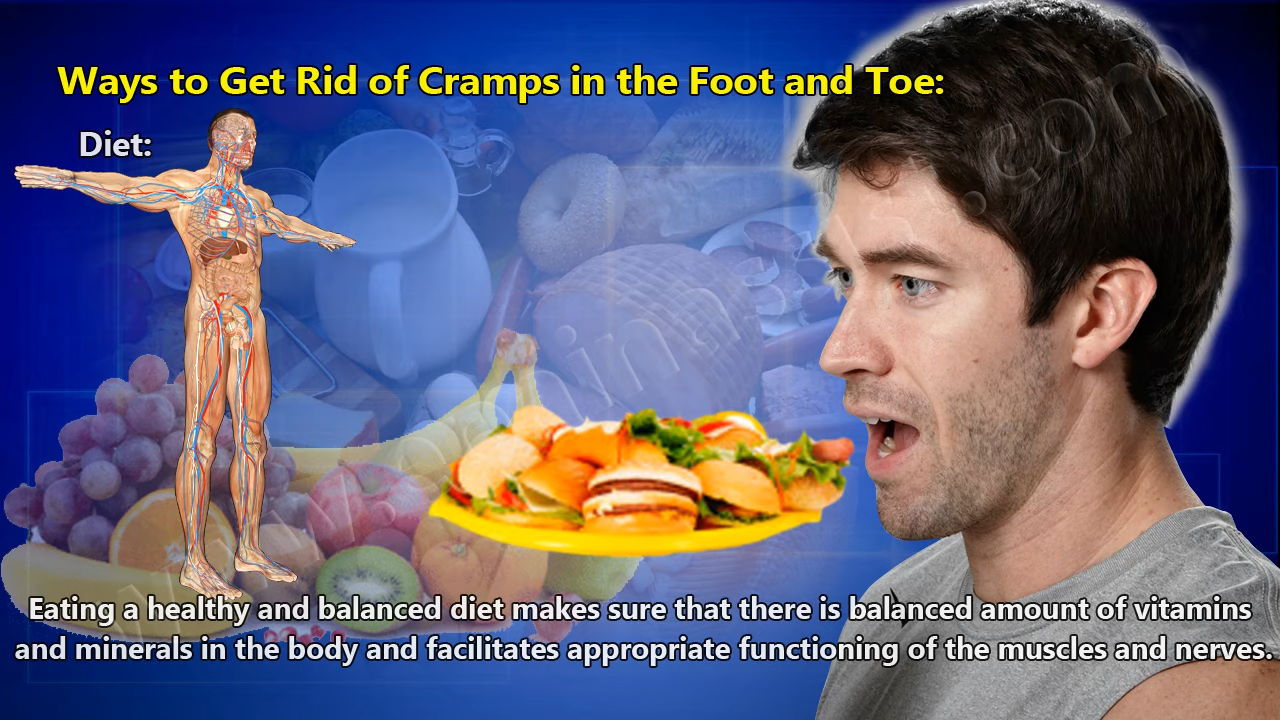 Ways to Get Rid of Cramps in the Foot and Toe:
Diet:
Eating a healthy and balanced diet makes sure that there is balanced amount of vitamins
and minerals in the body and facilitates appropriate functioning of the muscles and nerves.